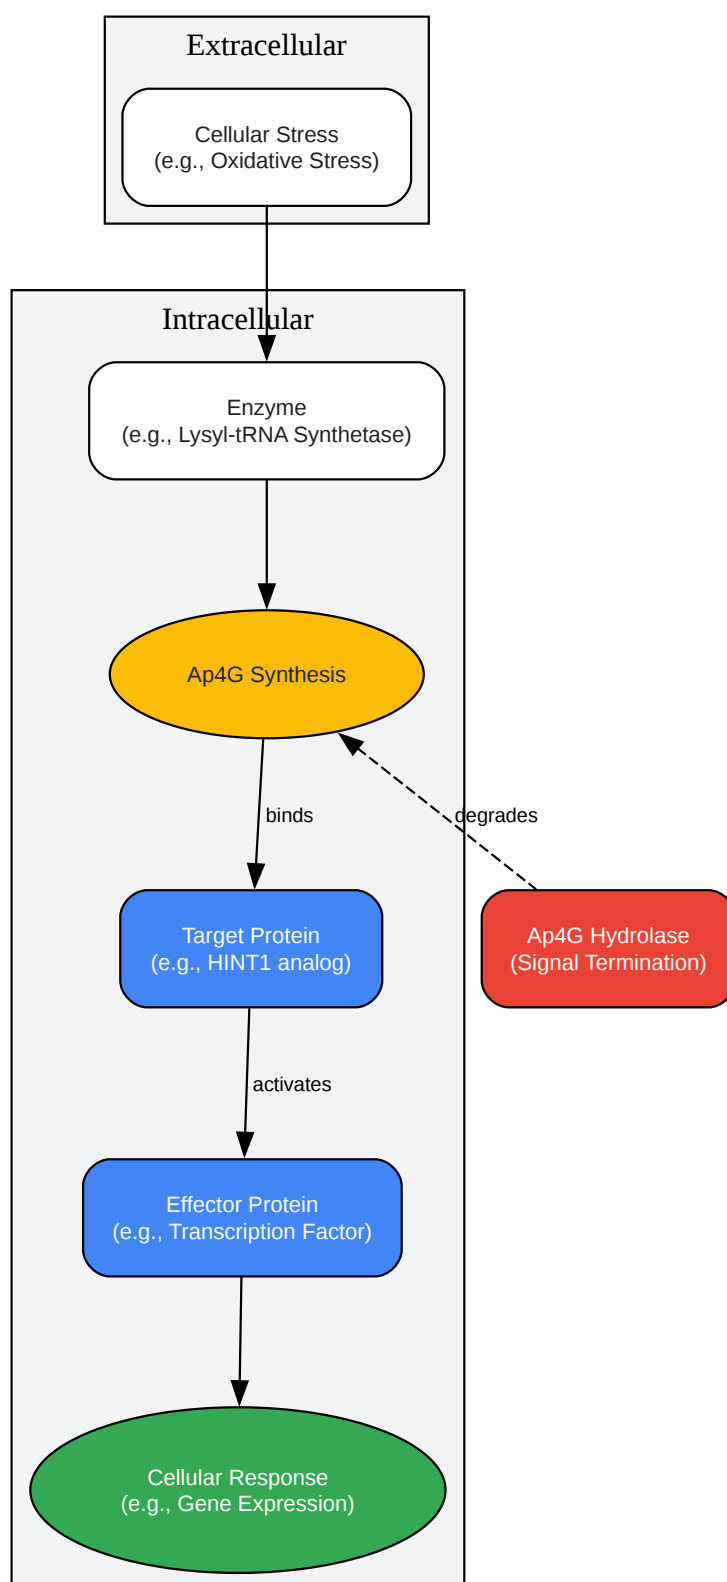 Extracellular
Cellular Stress
(e.g., Oxidative Stress)
Intracellular
Enzyme
(e.g., Lysyl-tRNA Synthetase)
Ap4G Synthesis
binds
degrades
Target Protein
(e.g., HINT1 analog)
Ap4G Hydrolase
(Signal Termination)
activates
Effector Protein
(e.g., Transcription Factor)
Cellular Response
(e.g., Gene Expression)